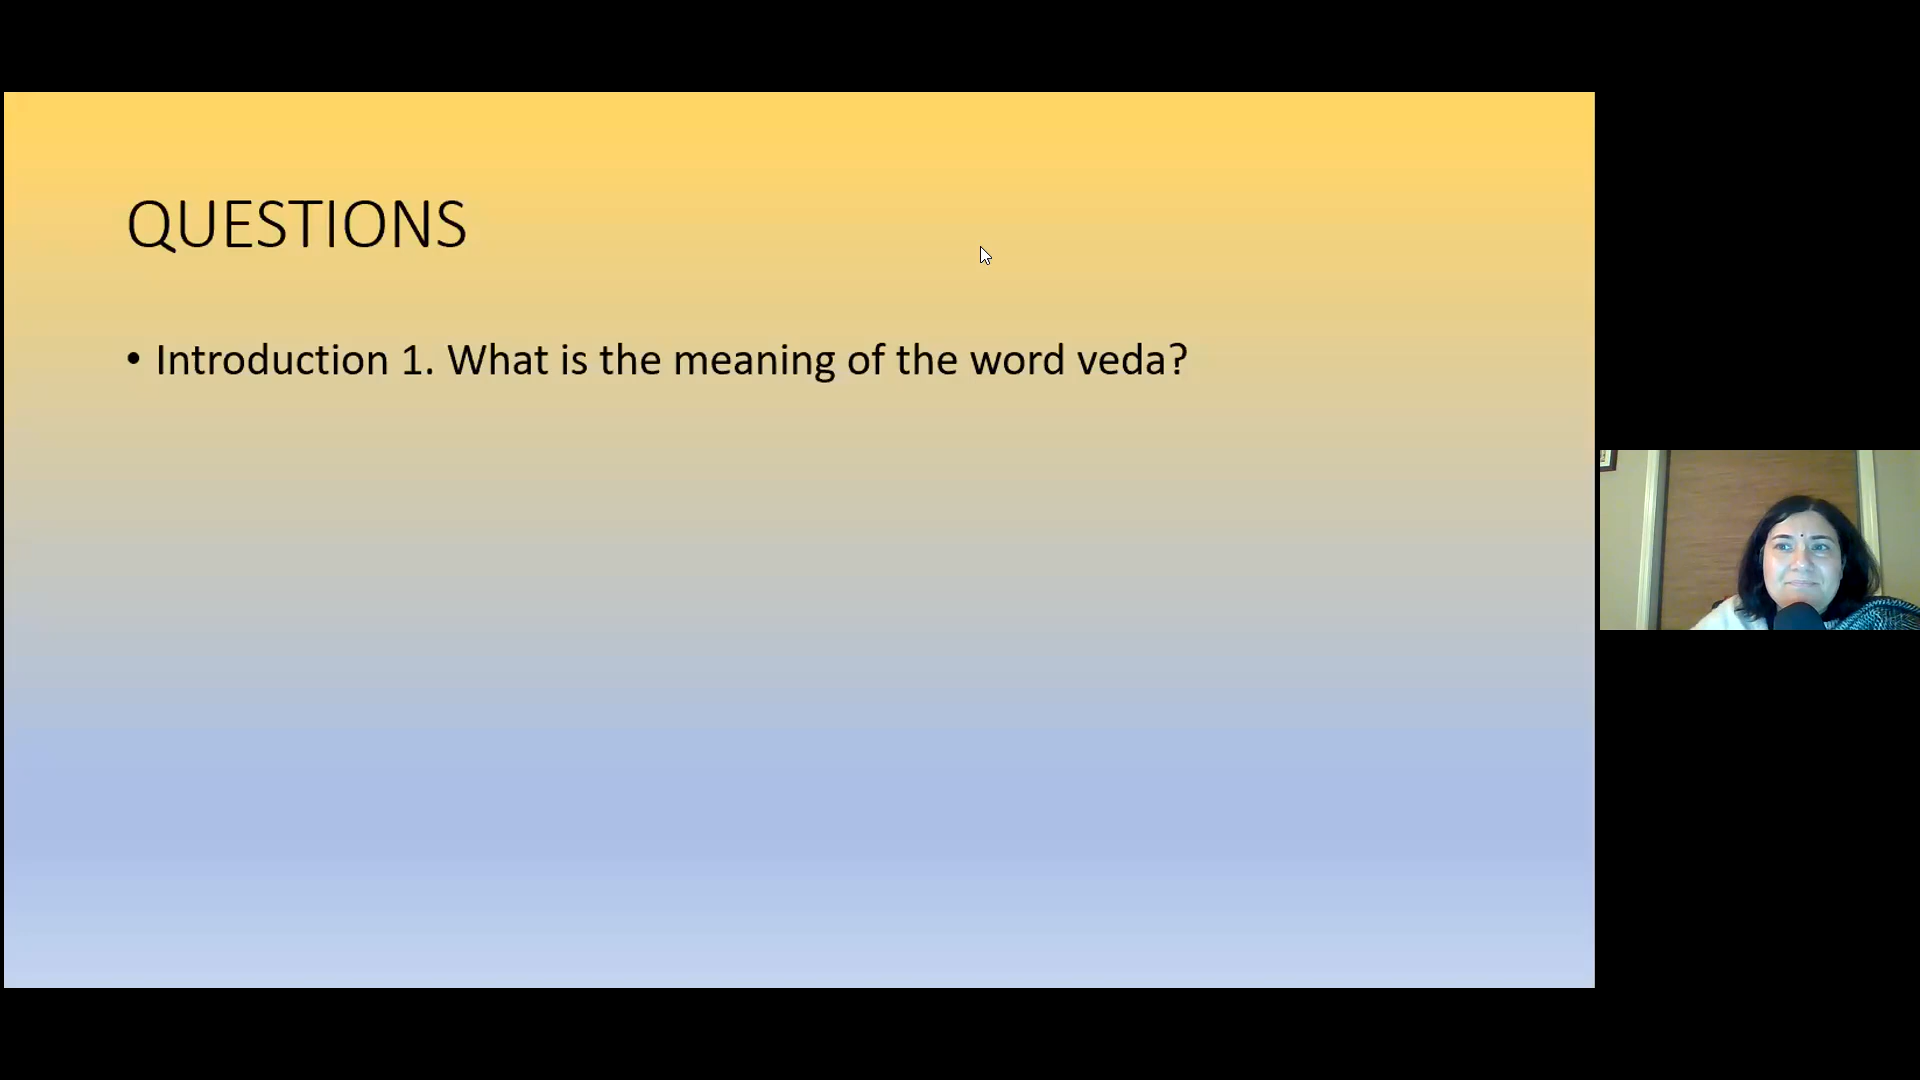 QUESTIONS
• Introduction 1. What is the meaning of the word veda?